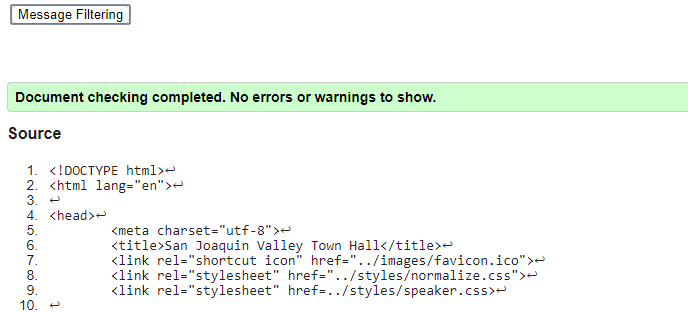 Message Filtering
Document checking completed. No errors or warnings to show.
Source
1. <!DOCTYPE html>↩
2. <html lang="en">↩
3. ↩
4. <head>↩
5. <meta charset="utf-8">↩
6. <title>San Joaquin Valley Town Hall</title>↩
7. <link rel="shortcut icon" href="../images/favicon.ico">↩
8. <link rel="stylesheet" href="../styles/normalize.css">↩
9. <link rel="stylesheet" href=../styles/speaker.css>↩
10. ↩